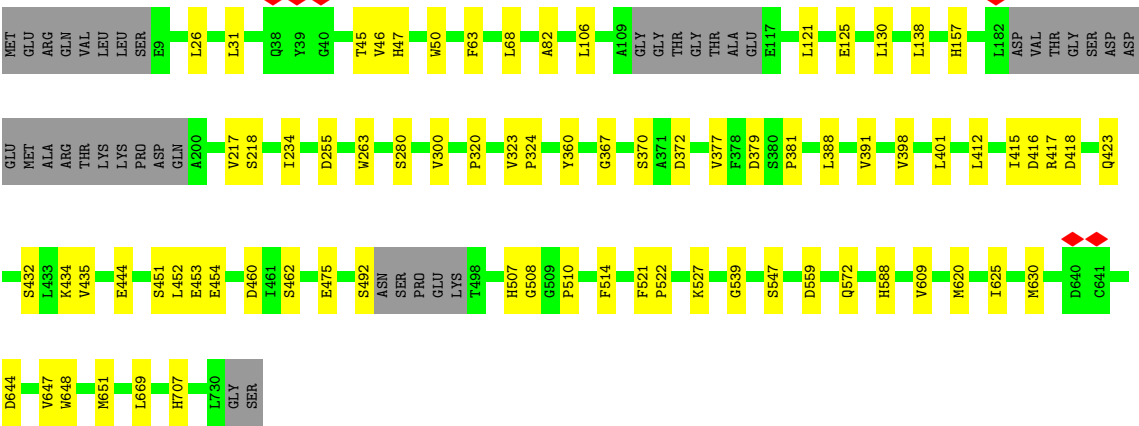 MET GLU ARG GLN VAL LEU LEU SER E9 L26 L31 Q38 Y39 G40 T45 V46 H47 W50 F63 L68 A82 L106 A109 GLY GLY THR GLY THR ALA GLU E117 L121 E125 L130 L138 H157 L182 ASP VAL THR GLY SER ASP ASP
GLU MET ALA ARG THR LYS LYS PRO ASP GLN A200 V217 S218 I234 D255 W263 S280 V300 P320 V323 P324 Y360 G367 S370 A371 D372 V377 F378 D379 S380 P381 L388 V391 V398 L401 L412 I415 D416 R417 D418 Q423
S432 L433 K434 V435 E444 S451 L452 E453 E454 D460 I461 S462 E475 S492 ASN SER PRO GLU LYS T498 H507 G508 G509 P510 F514 F521 P522 K527 G539 S547 D559 Q572 H588 V609 M620 I625 M630 D640 C641
D644 V647 W648 M651 L669 H707 L730 GLY SER